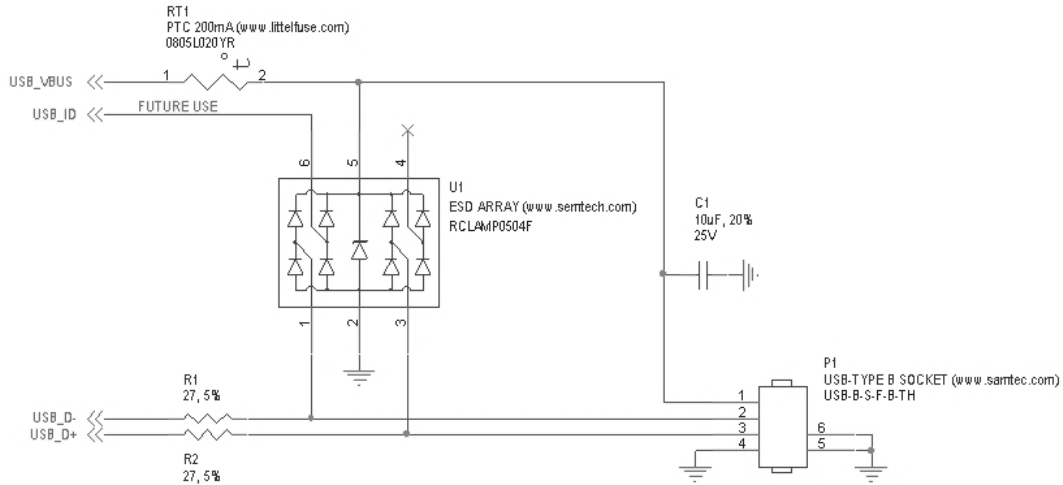 RT1
PTC 200mA (www.littelfuse.com)
0805L020YR
t
USB_VBUS
1
2
USB_ID
FUTURE USE
6
5
4
U1
ESD ARRAY (www.semtech.com)
RCLAMP0504F
C1
10uF, 20%
25V
1
2
3
P1
USB-TYPE B SOCKET (www.samtec.com)
USB-B-S-F-B-TH
R1
27, 5%
1
USB_D-
2
USB_D+
3
6
4
5
R2
27, 5%